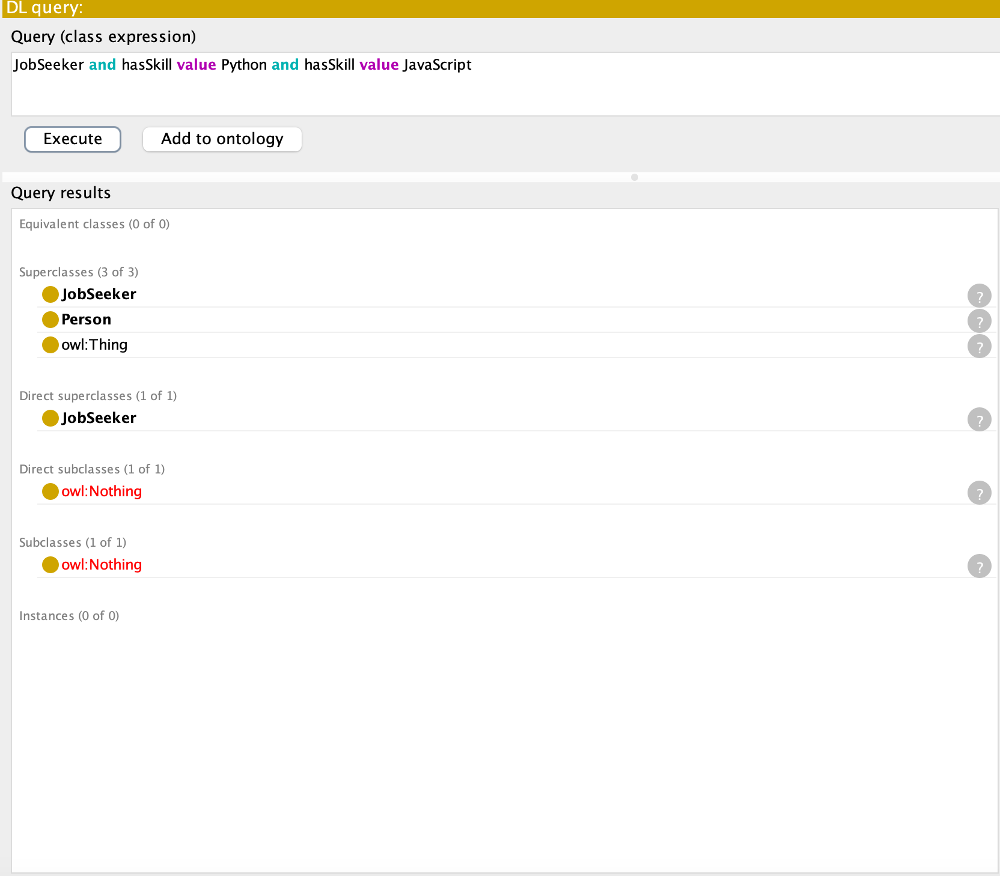 DL query:
Query (class expression)
JobSeeker and hasSkill value Python and hasSkill value JavaScript
Execute
Add to ontology
Query results
Equivalent classes (0 of 0)
Superclasses (3 of 3)
JobSeeker
?
Person
?
owl:Thing
?
Direct superclasses (1 of 1)
JobSeeker
?
Direct subclasses (1 of 1)
owl:Nothing
?
Subclasses (1 of 1)
owl:Nothing
?
Instances (0 of 0)